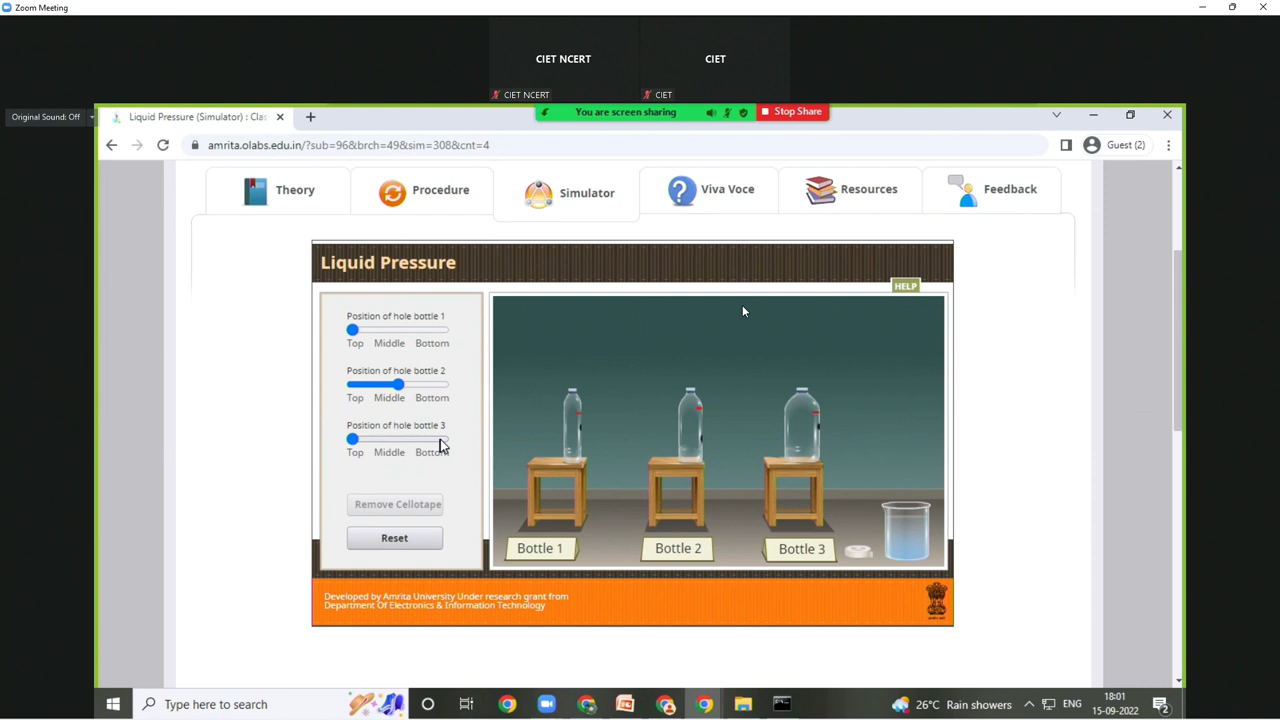 Zoom Meeting
CIET NCERT
CIET
CIET NCERT
CIET
Original Sound: Off
You are screen sharing
Stop Share
Liquid Pressure (Simulator) : Clas
amrita.olabs.edu.in/?sub=96&brch=49&sim=308&cnt=4
Guest (2)
Theory
Procedure
Simulator
Viva Voce
Resources
Feedback
Liquid Pressure
HELP
Position of hole bottle 1
Top Middle Bottom
Position of hole bottle 2
Top Middle Bottom
Position of hole bottle 3
Top Middle Bottom
Remove Cellotape
Reset
Bottle 1
Bottle 2
Bottle 3
Developed by Amrita University Under research grant from
Department Of Electronics & Information Technology
Type here to search
26°C Rain showers
ENG
18:01
15-09-2022
2